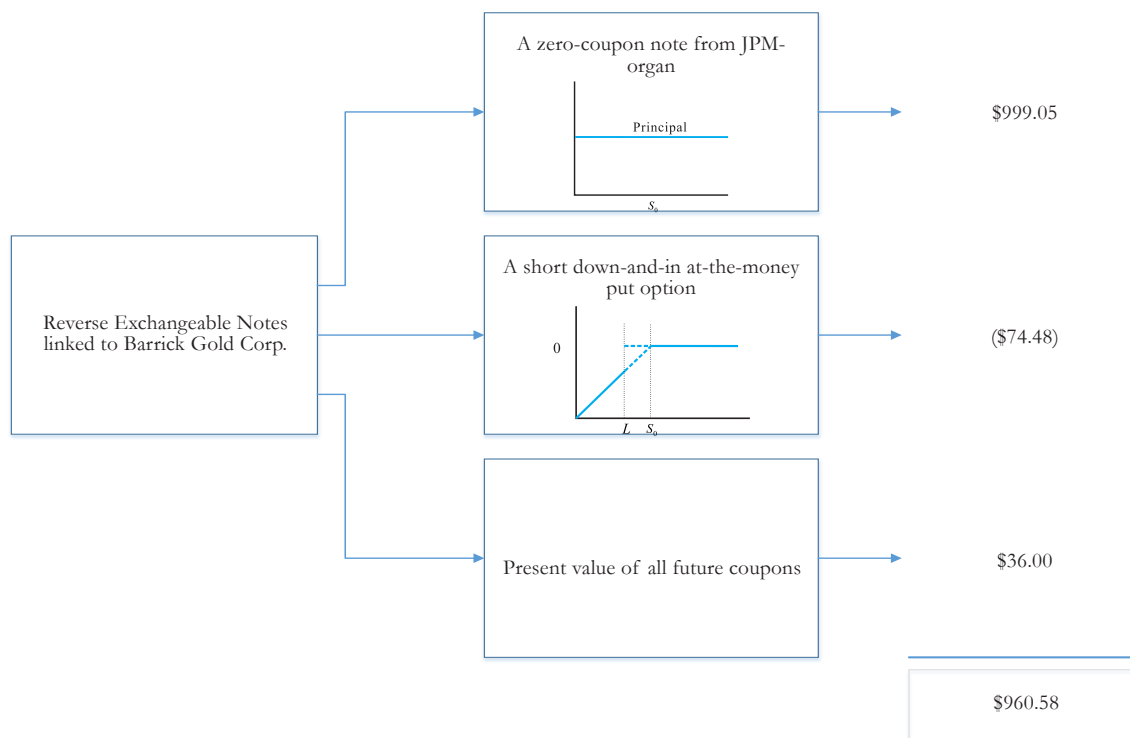 A zero-coupon note from JPM-
organ
Principal
S₀
$999.05
Reverse Exchangeable Notes
linked to Barrick Gold Corp.
A short down-and-in at-the-money
put option
0
L S₀
($74.48)
Present value of all future coupons
$36.00
$960.58